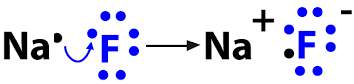 Na F → Na + F -